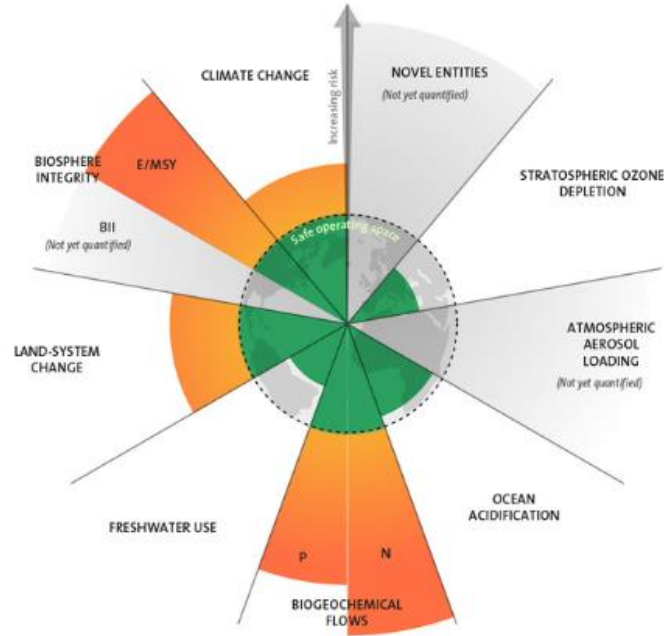 CLIMATE CHANGE
Increasing risk
NOVEL ENTITIES
(Not yet quantified)
STRATOSPHERIC OZONE
DEPLETION
ATMOSPHERIC
AEROSOL
LOADING
(Not yet quantified)
OCEAN
ACIDIFICATION
N
P
BIOGEOCHEMICAL
FLOWS
FRESHWATER USE
LAND-SYSTEM
CHANGE
BIOSPHERE
INTEGRITY
E/MSY
BII
(Not yet quantified)
Safe operating space